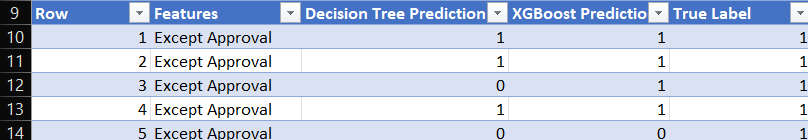 9 Row Features Decision Tree Prediction XGBoost Predictio True Label
10 1 Except Approval 1 1 1
11 2 Except Approval 1 1 1
12 3 Except Approval 0 1 1
13 4 Except Approval 1 1 1
14 5 Except Approval 0 0 1